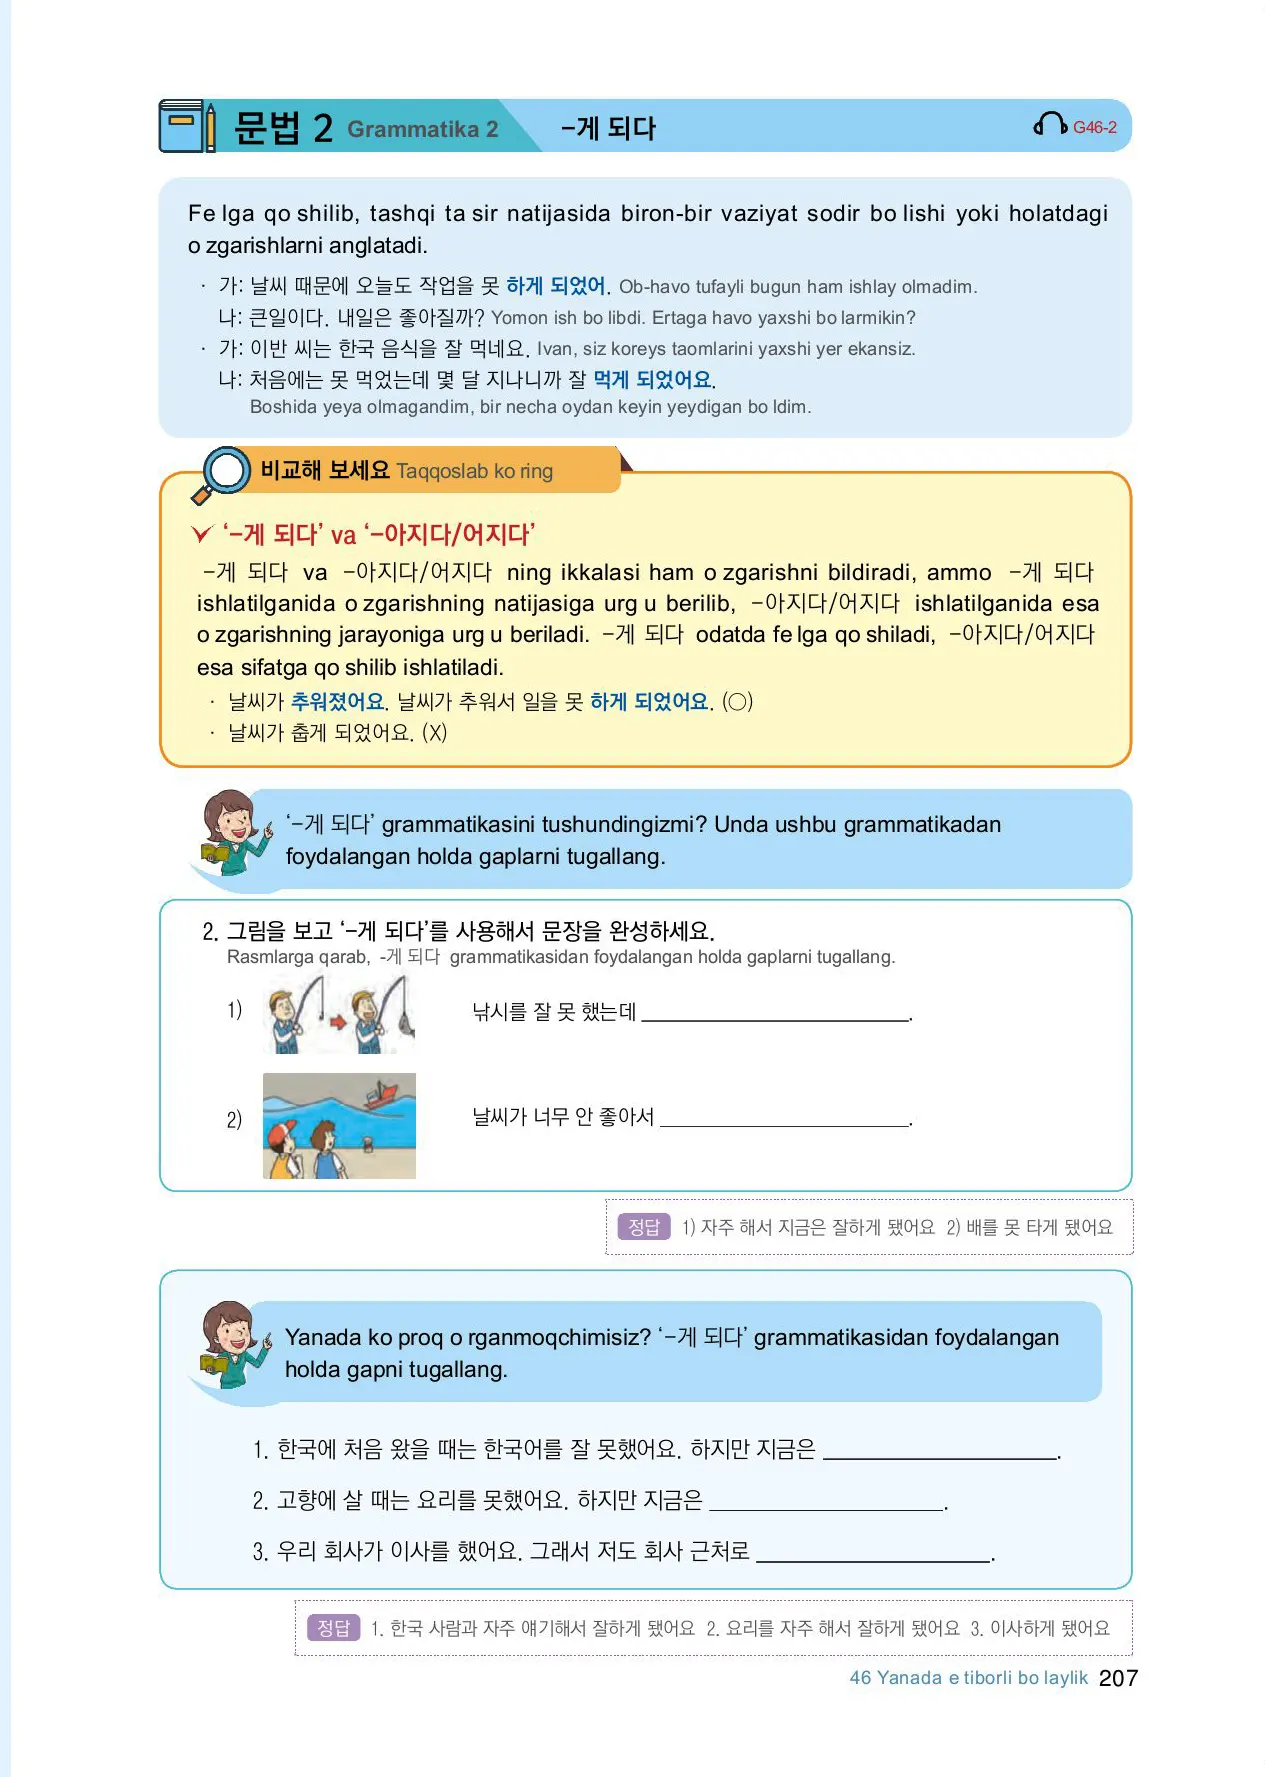 문법 2 Grammatika 2 -게 되다 G46-2
Fe lga qo shilib, tashqi ta sir natijasida biron-bir vaziyat sodir bo lishi yoki holatdagi
o zgarishlarni anglatadi.
· 가: 날씨 때문에 오늘도 작업을 못 하게 되었어. Ob-havo tufayli bugun ham ishlay olmadim.
나: 큰일이다. 내일은 좋아질까? Yomon ish bo libdi. Ertaga havo yaxshi bo larmikin?
· 가: 이반 씨는 한국 음식을 잘 먹네요. Ivan, siz koreys taomlarini yaxshi yer ekansiz.
나: 처음에는 못 먹었는데 몇 달 지나니까 잘 먹게 되었어요.
Boshida yeya olmagandim, bir necha oydan keyin yeydigan bo ldim.
비교해 보세요 Taqqoslab ko ring
‘-게 되다’ va ‘-아지다/어지다’
-게 되다 va -아지다/어지다 ning ikkalasi ham o zgarishni bildiradi, ammo -게 되다
ishlatilganida o zgarishning natijasiga urg u berilib, -아지다/어지다 ishlatilganida esa
o zgarishning jarayoniga urg u beriladi. -게 되다 odatda fe lga qo shiladi, -아지다/어지다
esa sifatga qo shilib ishlatiladi.
· 날씨가 추워졌어요. 날씨가 추워서 일을 못 하게 되었어요. (○)
· 날씨가 춥게 되었어요. (X)
‘-게 되다’ grammatikasini tushundingizmi? Unda ushbu grammatikadan
foydalangan holda gaplarni tugallang.
2. 그림을 보고 ‘-게 되다’를 사용해서 문장을 완성하세요.
Rasmlarga qarab, -게 되다 grammatikasidan foydalangan holda gaplarni tugallang.
1) 낚시를 잘 못 했는데 ____________________.
2) 날씨가 너무 안 좋아서 ____________________.
정답 1) 자주 해서 지금은 잘하게 됐어요 2) 배를 못 타게 됐어요
Yanada ko proq o rganmoqchimisiz? ‘-게 되다’ grammatikasidan foydalangan
holda gapni tugallang.
1. 한국에 처음 왔을 때는 한국어를 잘 못했어요. 하지만 지금은 ____________________.
2. 고향에 살 때는 요리를 못했어요. 하지만 지금은 ____________________.
3. 우리 회사가 이사를 했어요. 그래서 저도 회사 근처로 ____________________.
정답 1. 한국 사람과 자주 얘기해서 잘하게 됐어요 2. 요리를 자주 해서 잘하게 됐어요 3. 이사하게 됐어요
46 Yanada e tiborli bo laylik 207